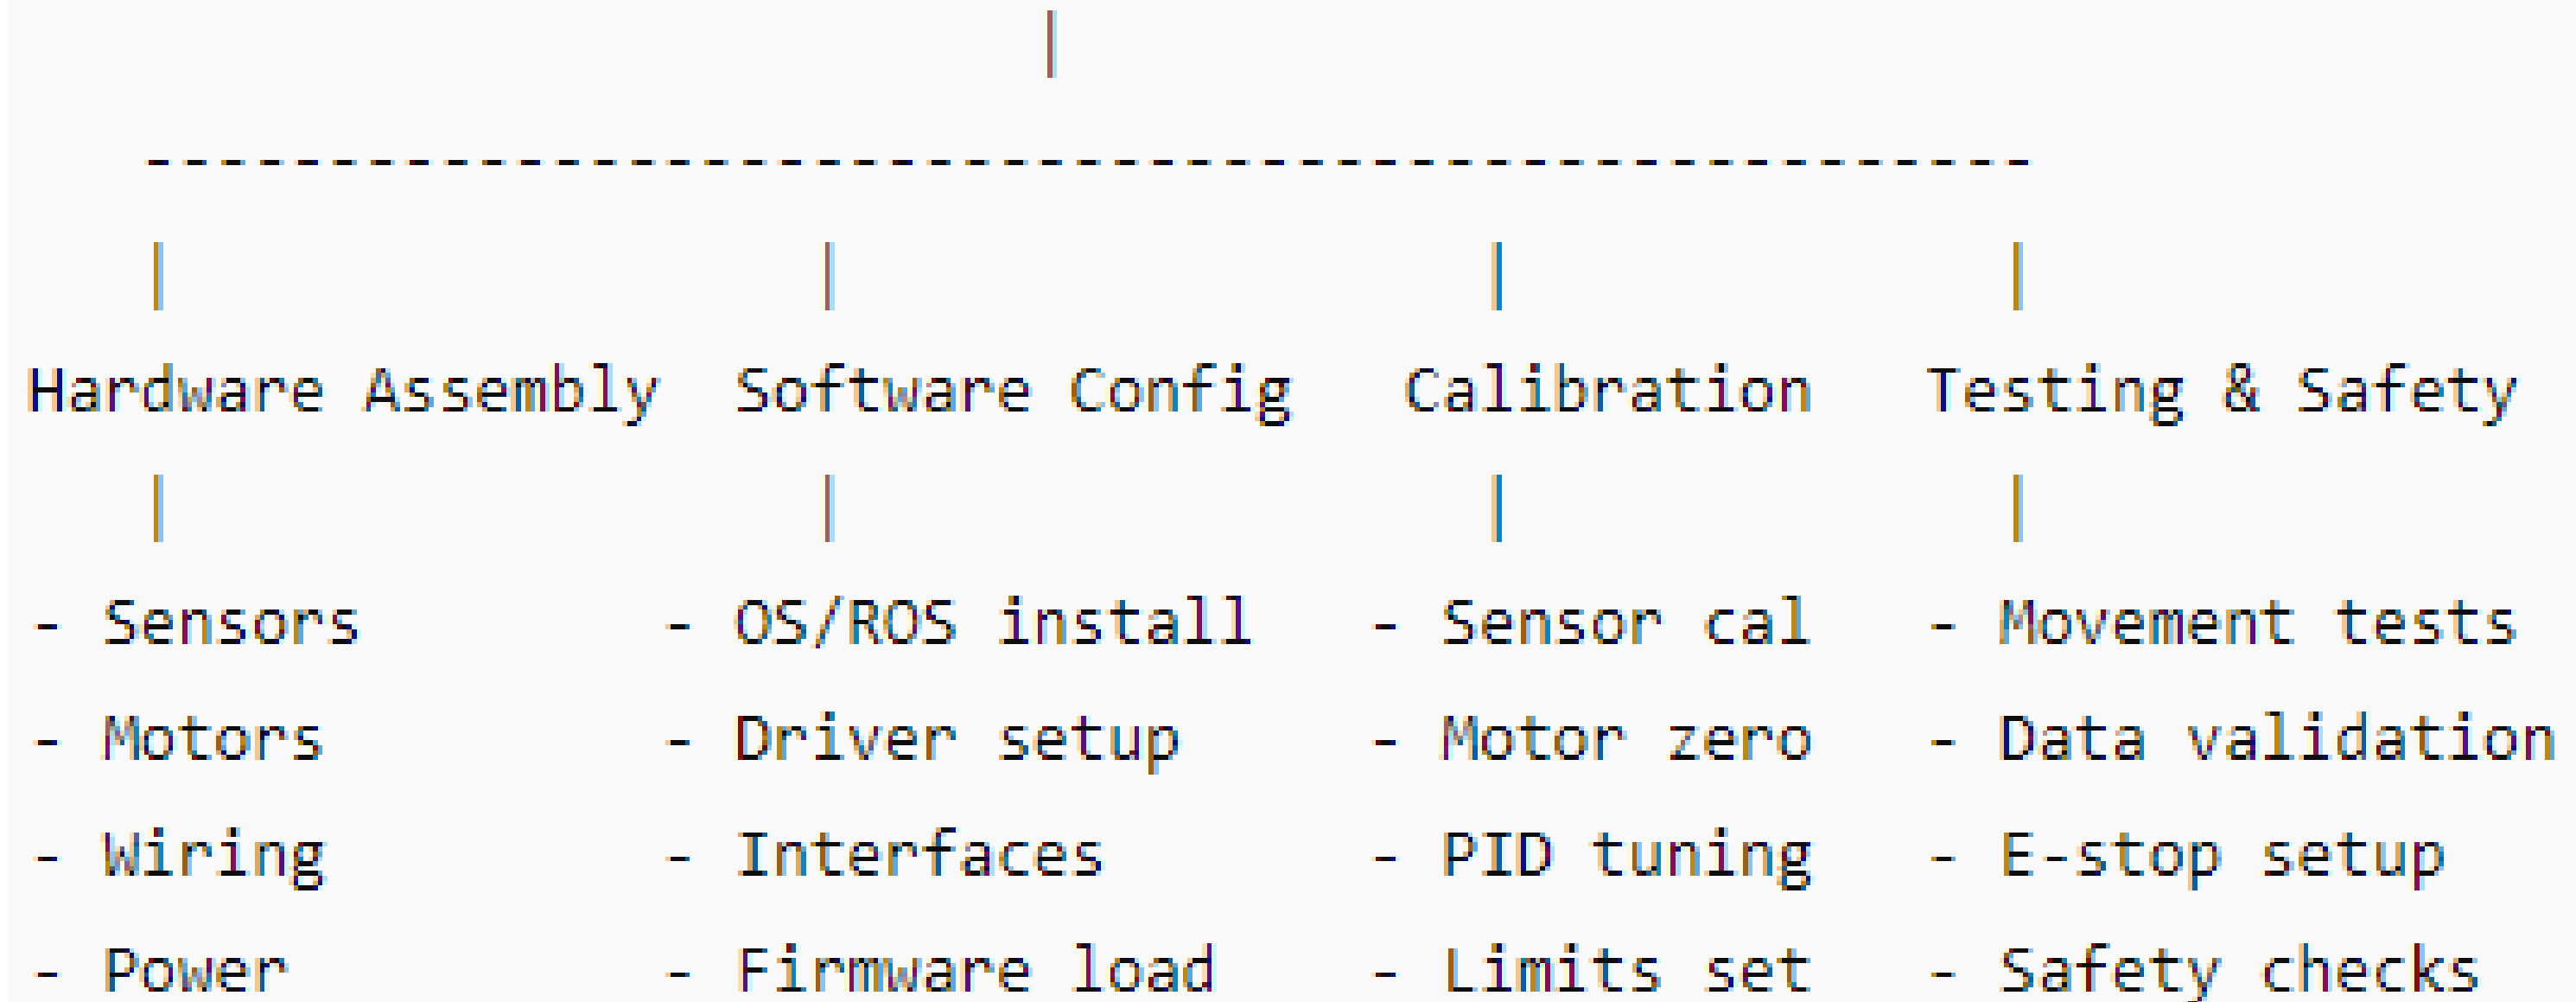 |
---------------------------------------------------
|                 |                 |             |
Hardware Assembly  Software Config   Calibration   Testing & Safety
|                 |                 |             |
- Sensors        - OS/ROS install   - Sensor cal   - Movement tests
- Motors         - Driver setup     - Motor zero   - Data validation
- Wiring         - Interfaces       - PID tuning   - E-stop setup
- Power          - Firmware load    - Limits set   - Safety checks